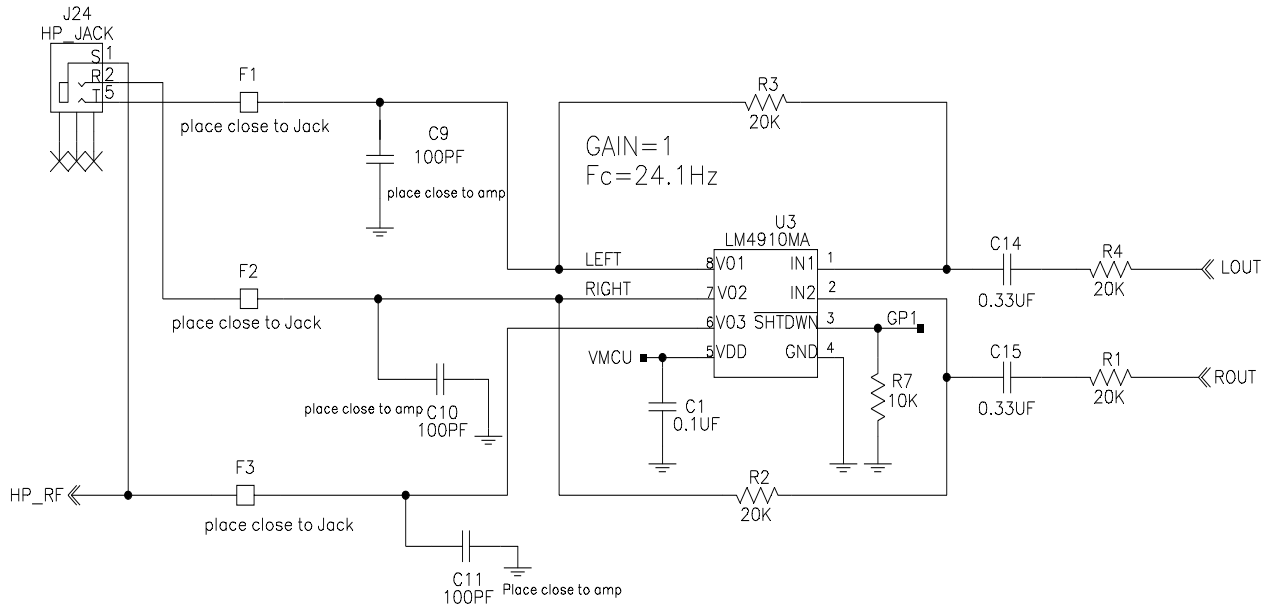 J24
HP_JACK
S 1
R 2
T 5
F1
place close to Jack
C9
100PF
place close to amp
R3
20K
GAIN=1
Fc=24.1Hz
U3
LM4910MA
LEFT
8 VO1
IN1 1
C14
0.33UF
R4
20K
LOUT
F2
place close to Jack
RIGHT
7 VO2
IN2 2
6 VO3
SHTDWN 3
GP1
VMCU
5 VDD
GND 4
C15
0.33UF
R1
20K
ROUT
R7
10K
C1
0.1UF
place close to amp
C10
100PF
HP_RF
F3
place close to Jack
R2
20K
C11
100PF
Place close to amp